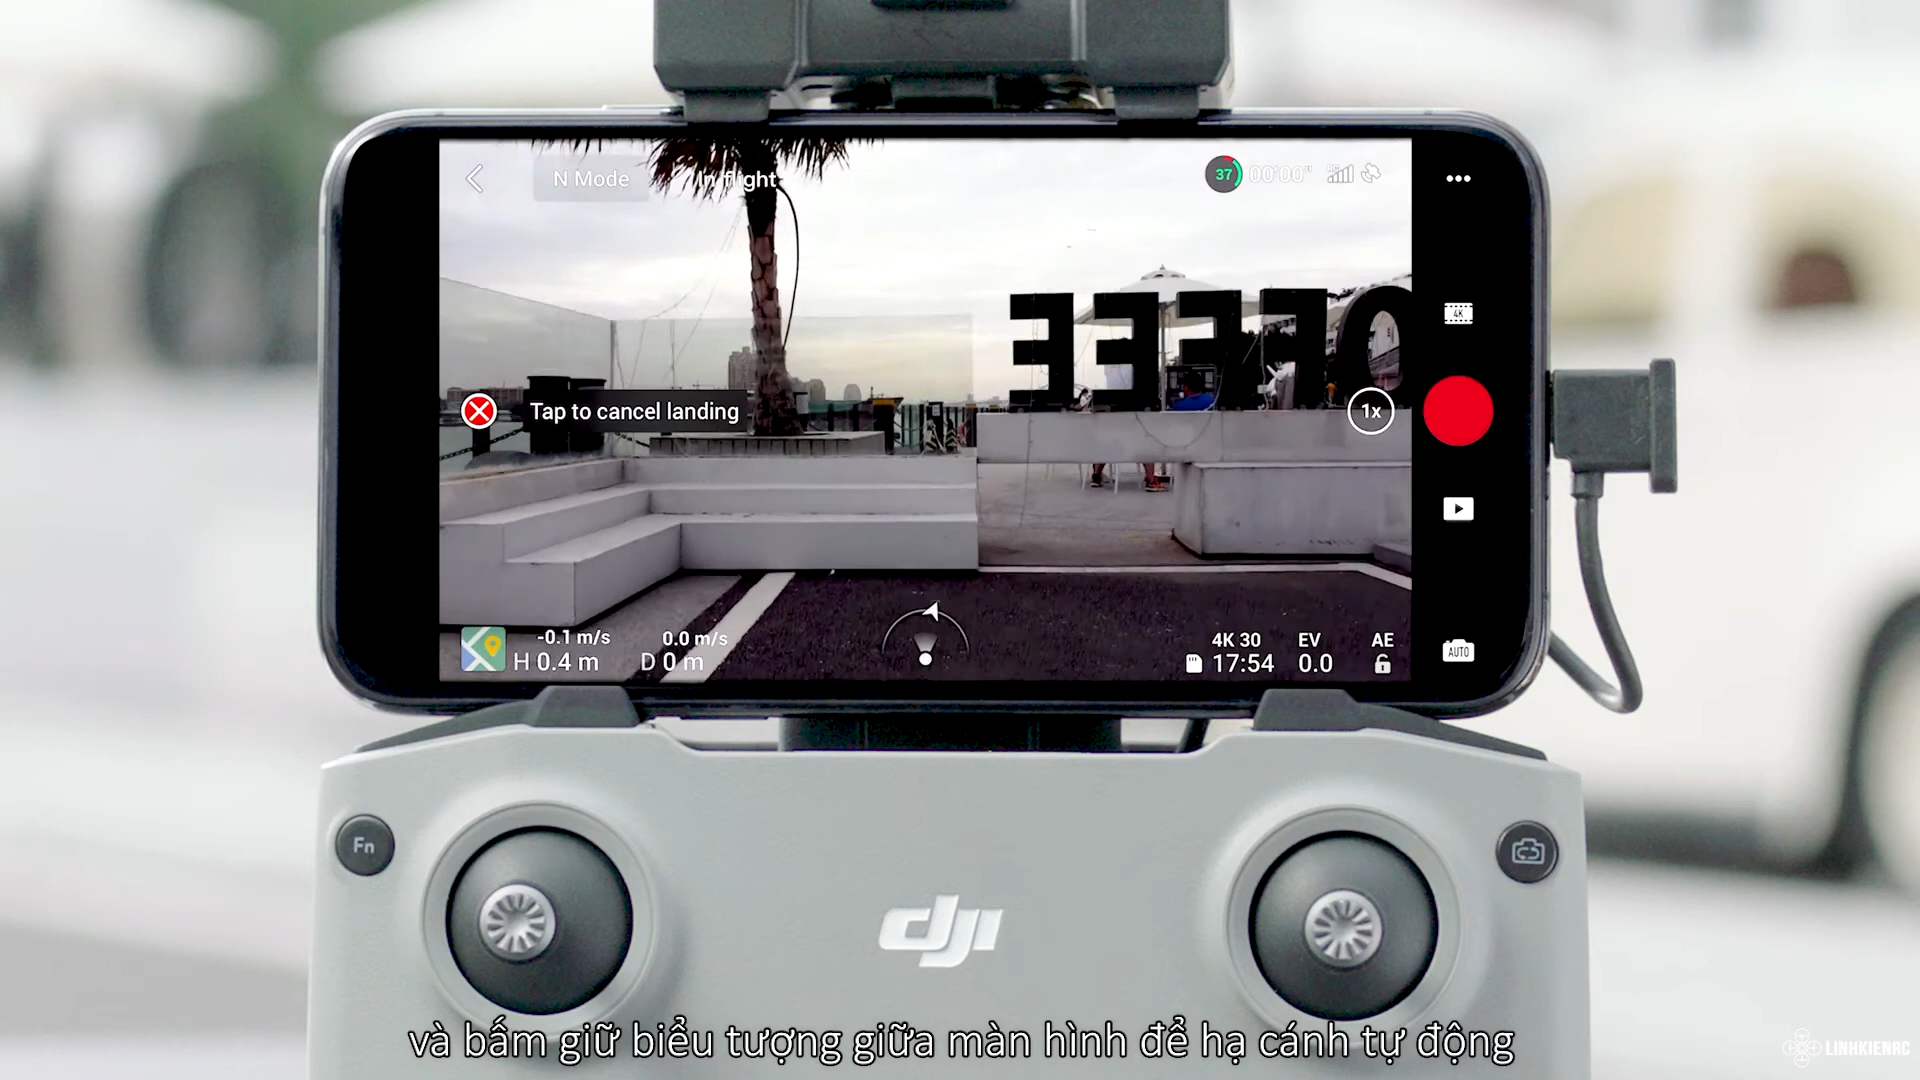 N Mode
In flight
37
00'00"
4K
Tap to cancel landing
1x
-0.1 m/s
0.0 m/s
H 0.4 m
D 0 m
4K 30
EV
AE
17:54
0.0
AUTO
Fn
dji
và bấm giữ biểu tượng giữa màn hình để hạ cánh tự động
LINHKIENRC